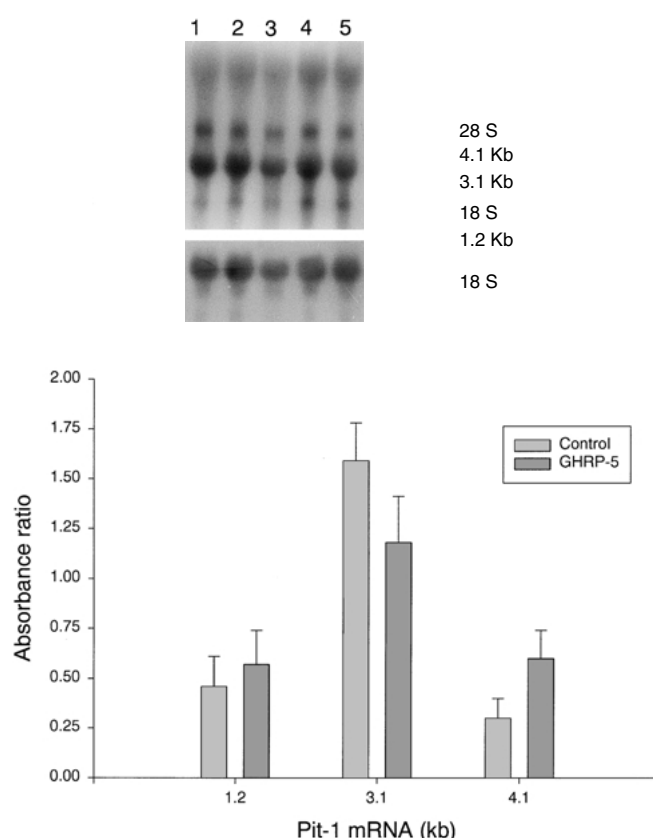 1 2 3 4 5
28 S
4.1 Kb
3.1 Kb
18 S
1.2 Kb
18 S
2.00
1.75
1.50
1.25
1.00
0.75
0.50
0.25
0.00
Absorbance ratio
Control
GHRP-5
1.2 3.1 4.1
Pit-1 mRNA (kb)